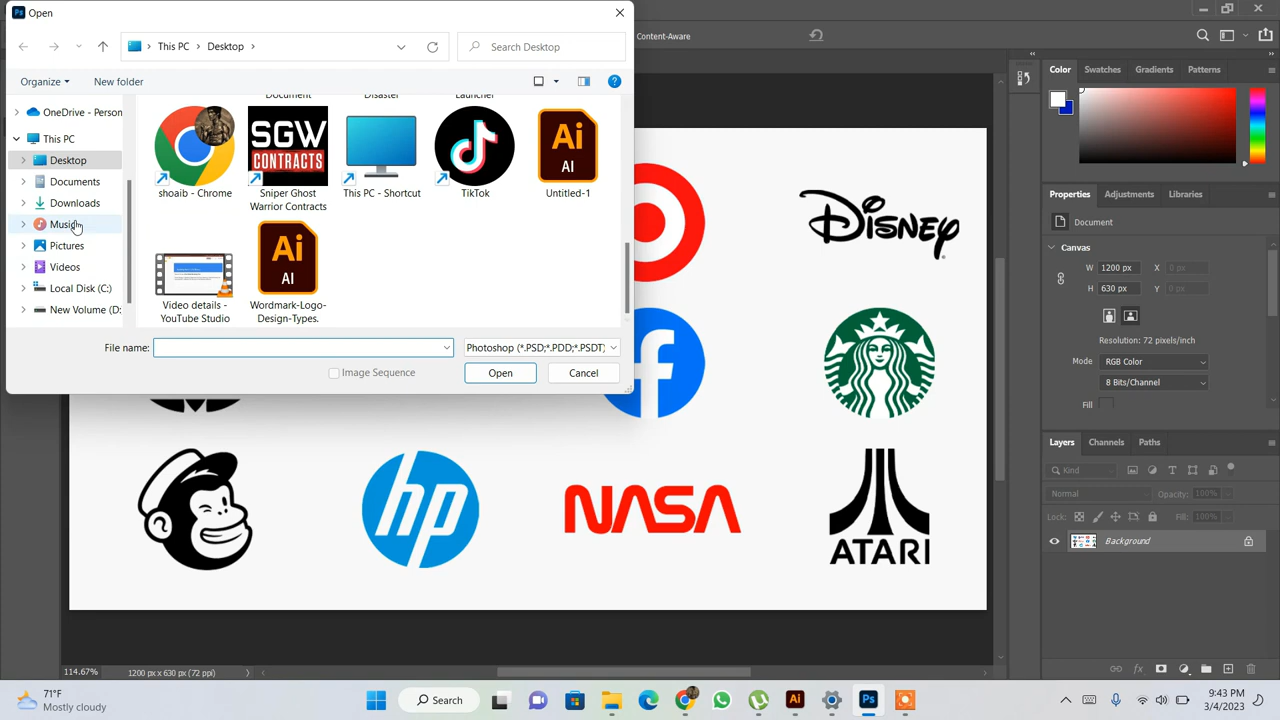 Ps Open
This PC > Desktop >
Search Desktop
Content-Aware
Organize
New folder
OneDrive - Person
This PC
Desktop
Documents
Downloads
Music
Pictures
Videos
Local Disk (C:)
New Volume (D:
Document
Disaster
Launcher
shoaib - Chrome
SGW
CONTRACTS
Sniper Ghost
Warrior Contracts
This PC - Shortcut
TikTok
Ai
AI
Untitled-1
Video details -
YouTube Studio
Ai
AI
Wordmark-Logo-
Design-Types.
File name:
Photoshop (*.PSD;*.PDD;*.PSDT)
Image Sequence
Open
Cancel
Disney
f
hp
NASA
ATARI
Color
Swatches
Gradients
Patterns
Properties
Adjustments
Libraries
Document
Canvas
W 1200 px X 0 px
H 630 px Y 0 px
Resolution: 72 pixels/inch
Mode RGB Color
8 Bits/Channel
Fill
Layers
Channels
Paths
Kind
Normal
Opacity: 100%
Lock:
Fill: 100%
Background
114.67%
1200 px x 630 px (72 ppi)
71°F
Mostly cloudy
Search
Ai
Ps
9:43 PM
3/4/2023